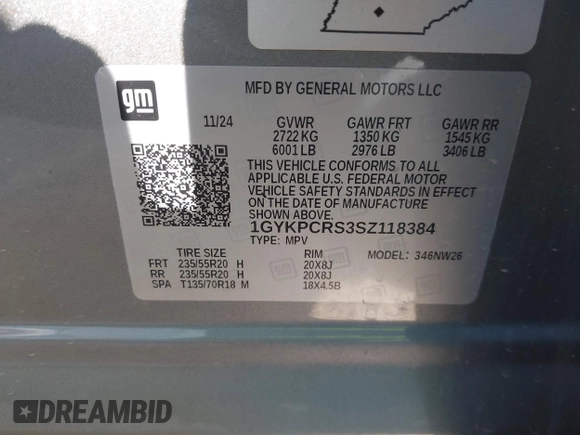 gm
MFD BY GENERAL MOTORS LLC
11/24 GVWR GAWR FRT GAWR RR
2722 KG 1350 KG 1545 KG
6001 LB 2976 LB 3406 LB
THIS VEHICLE CONFORMS TO ALL
APPLICABLE U.S. FEDERAL MOTOR
VEHICLE SAFETY STANDARDS IN EFFECT
ON THE DATE OF MANUFACTURE
SHOWN ABOVE.
1GYKPCRS3SZ118384
TYPE: MPV MODEL: 346NW26
TIRE SIZE RIM
FRT 235/55R20 H 20X8J
RR 235/55R20 H 20X8J
SPA T135/70R18 M 18X4.5B
DREAMBID